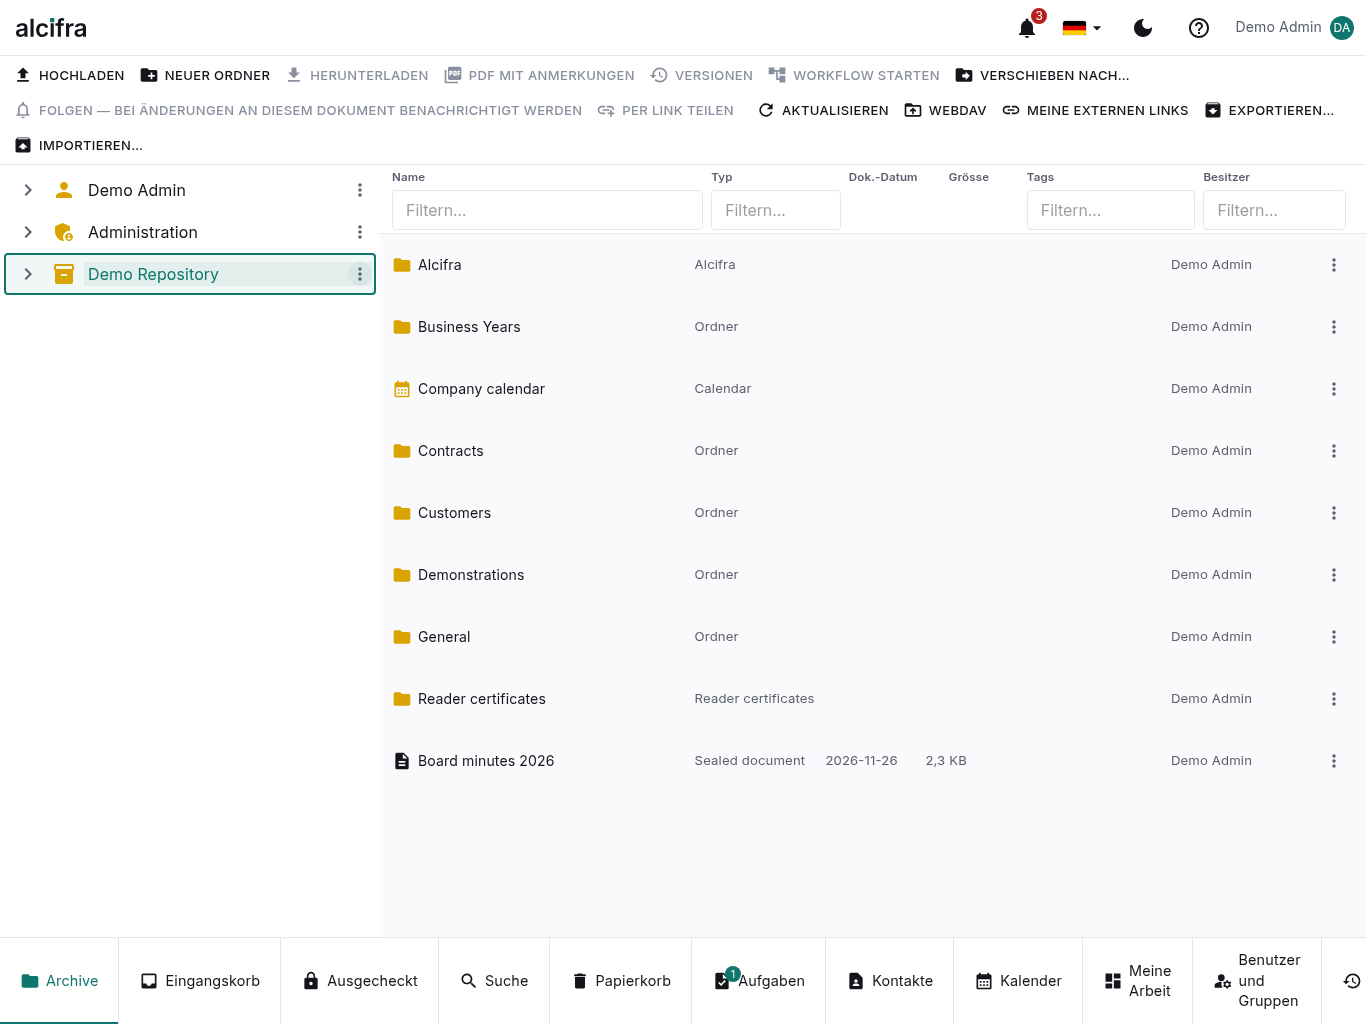 alcifra
3
Demo Admin
DA
HOCHLADEN
NEUER ORDNER
HERUNTERLADEN
PDF
PDF MIT ANMERKUNGEN
VERSIONEN
WORKFLOW STARTEN
VERSCHIEBEN NACH...
FOLGEN — BEI ÄNDERUNGEN AN DIESEM DOKUMENT BENACHRICHTIGT WERDEN
PER LINK TEILEN
AKTUALISIEREN
WEBDAV
MEINE EXTERNEN LINKS
EXPORTIEREN...
IMPORTIEREN...
Demo Admin
Administration
Demo Repository
Name Typ Dok.-Datum Grösse Tags Besitzer
Filtern... Filtern... Filtern... Filtern...
Alcifra Alcifra Demo Admin
Business Years Ordner Demo Admin
Company calendar Calendar Demo Admin
Contracts Ordner Demo Admin
Customers Ordner Demo Admin
Demonstrations Ordner Demo Admin
General Ordner Demo Admin
Reader certificates Reader certificates Demo Admin
Board minutes 2026 Sealed document 2026-11-26 2,3 KB Demo Admin
Archive
Eingangskorb
Ausgecheckt
Suche
Papierkorb
1
Aufgaben
Kontakte
Kalender
Meine
Arbeit
Benutzer
und
Gruppen